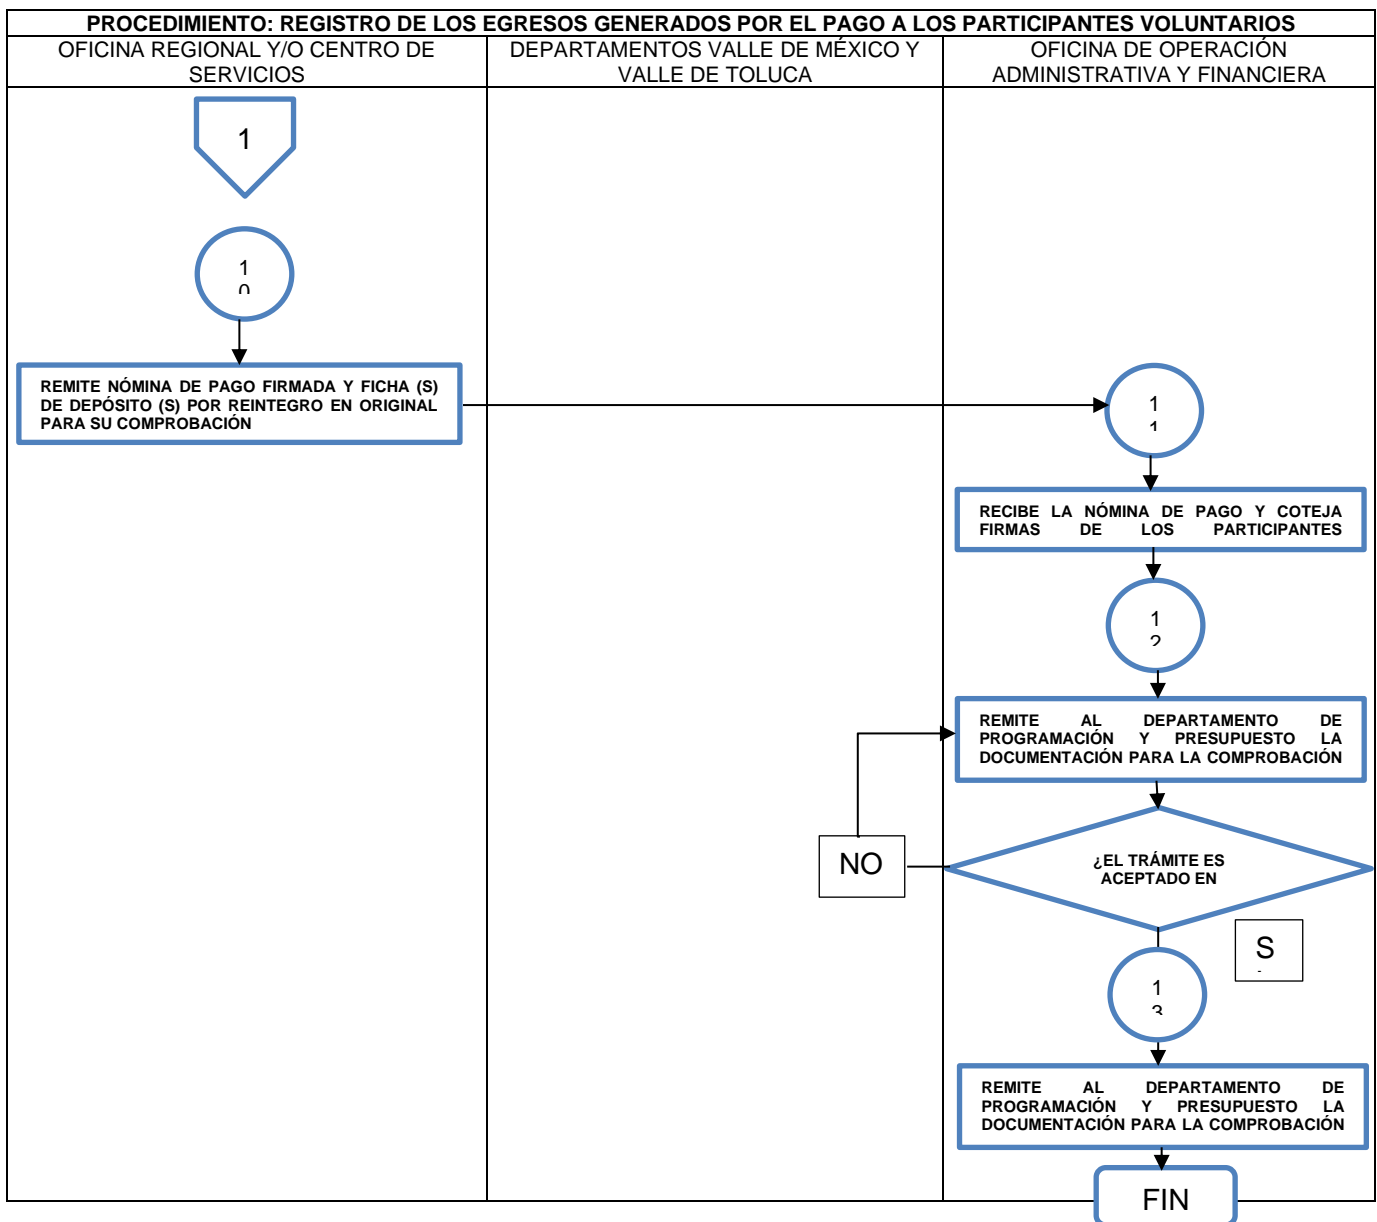 PROCEDIMIENTO: REGISTRO DE LOS EGRESOS GENERADOS POR EL PAGO A LOS PARTICIPANTES VOLUNTARIOS
OFICINA REGIONAL Y/O CENTRO DE
SERVICIOS
DEPARTAMENTOS VALLE DE MÉXICO Y
VALLE DE TOLUCA
OFICINA DE OPERACIÓN
ADMINISTRATIVA Y FINANCIERA
1
1
0
REMITE NÓMINA DE PAGO FIRMADA Y FICHA (S)
DE DEPÓSITO (S) POR REINTEGRO EN ORIGINAL
PARA SU COMPROBACIÓN
1
1
RECIBE LA NÓMINA DE PAGO Y COTEJA
FIRMAS DE LOS PARTICIPANTES
1
2
REMITE AL DEPARTAMENTO DE
PROGRAMACIÓN Y PRESUPUESTO LA
DOCUMENTACIÓN PARA LA COMPROBACIÓN
NO
¿EL TRÁMITE ES
ACEPTADO EN
S
1
3
REMITE AL DEPARTAMENTO DE
PROGRAMACIÓN Y PRESUPUESTO LA
DOCUMENTACIÓN PARA LA COMPROBACIÓN
FIN